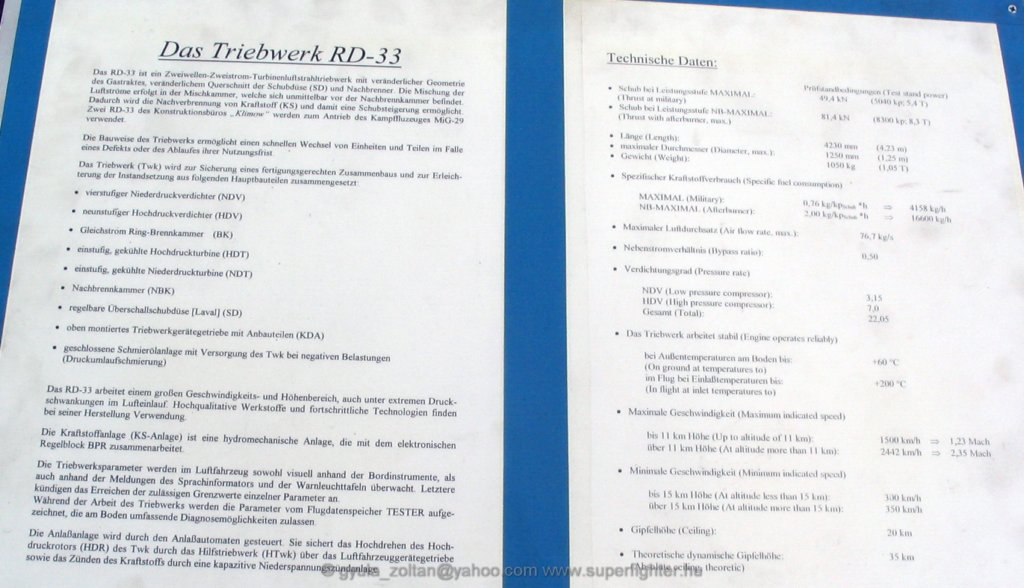 Das Triebwerk RD-33
Das RD-33 ist ein Zweiwellen-Zweistrom-Turbinenluftstrahltriebwerk mit veränderlicher Geometrie
des Gastraktes, veränderlichem Querschnitt der Schubdüse (SD) und Nachbrenner. Die Mischung der
Luftströme erfolgt in der Mischkammer, welche sich unmittelbar vor der Nachbrennkammer befindet.
Dadurch wird die Nachverbrennung von Kraftstoff (KS) und damit eine Schubsteigerung ermöglicht.
Zwei RD-33 des Konstruktionsbüros „Klimow" werden zum Antrieb des Kampffluzeuges MiG-29
verwendet.
Die Bauweise des Triebwerks ermöglicht einen schnellen Wechsel von Einheiten und Teilen im Falle
eines Defekts oder des Ablaufes ihrer Nutzungsfrist.
Das Triebwerk (Twk) wird zur Sicherung eines fertigungsgerechten Zusammenbaus und zur Erleich-
terung der Instandsetzung aus folgenden Hauptbauteilen zusammengesetzt:
• vierstufiger Niederdruckverdichter (NDV)
• neunstufiger Hochdruckverdichter (HDV)
• Gleichstrom Ring-Brennkammer (BK)
• einstufig, gekühlte Hochdruckturbine (HDT)
• einstufig, gekühlte Niederdruckturbine (NDT)
• Nachbrennkammer (NBK)
• regelbare Überschallschubdüse [Laval] (SD)
• oben montiertes Triebwerkgerätegetriebe mit Anbauteilen (KDA)
• geschlossene Schmierölanlage mit Versorgung des Twk bei negativen Belastungen
(Druckumlaufschmierung)
Das RD-33 arbeitet einem großen Geschwindigkeits- und Höhenbereich, auch unter extremen Druck-
schwankungen im Lufteinlauf. Hochqualitative Werkstoffe und fortschrittliche Technologien finden
bei seiner Herstellung Verwendung.
Die Kraftstoffanlage (KS-Anlage) ist eine hydromechanische Anlage, die mit dem elektronischen
Regelblock BPR zusammenarbeitet.
Die Triebwerksparameter werden im Luftfahrzeug sowohl visuell anhand der Bordinstrumente, als
auch anhand der Meldungen des Sprachinformators und der Warnleuchttafeln überwacht. Letztere
kündigen das Erreichen der zulässigen Grenzwerte einzelner Parameter an.
Während der Arbeit des Triebwerks werden die Parameter vom Flugdatenspeicher TESTER aufge-
zeichnet, die am Boden umfassende Diagnosemöglichkeiten zulassen.
Die Anlaßanlage wird durch den Anlaßautomaten gesteuert. Sie sichert das Hochdrehen des Hoch-
druckrotors (HDR) des Twk durch das Hilfstriebwerk (HTwk) über das Luftfahrzeuggerätegetriebe
sowie das Zünden des Kraftstoffs durch eine kapazitive Niederspannungszündanlage.
Technische Daten:
Prüfstandbedingungen (Test stand power)
• Schub bei Leistungsstufe MAXIMAL: 49,4 kN (5040 kp; 5,4 T)
(Thrust at military)
• Schub bei Leistungsstufe NB-MAXIMAL: 81,4 kN (8300 kp; 8,3 T)
(Thrust with afterburner, max.)
• Länge (Length): 4230 mm (4,23 m)
• maximaler Durchmesser (Diameter, max.): 1250 mm (1,25 m)
• Gewicht (Weight): 1050 kg (1,05 T)
• Spezifischer Kraftstoffverbrauch (Specific fuel consumption)
MAXIMAL (Military): 0,76 kg/kpSchub *h ⇒ 4158 kg/h
NB-MAXIMAL (Afterburner): 2,00 kg/kpSchub *h ⇒ 16600 kg/h
• Maximaler Luftdurchsatz (Air flow rate, max.): 76,7 kg/s
• Nebenstromverhältnis (Bypass ratio): 0,50
• Verdichtungsgrad (Pressure rate)
NDV (Low pressure compressor): 3,15
HDV (High pressure compressor): 7,0
Gesamt (Total): 22,05
• Das Triebwerk arbeitet stabil (Engine operates reliably)
bei Außentemperaturen am Boden bis: +60 °C
(On ground at temperatures to)
im Flug bei Einlaßtemperaturen bis: +200 °C
(In flight at inlet temperatures to)
• Maximale Geschwindigkeit (Maximum indicated speed)
bis 11 km Höhe (Up to altitude of 11 km): 1500 km/h ⇒ 1,23 Mach
über 11 km Höhe (At altitude more than 11 km): 2442 km/h ⇒ 2,35 Mach
• Minimale Geschwindigkeit (Minimum indicated speed)
bis 15 km Höhe (At altitude less than 15 km): 300 km/h
über 15 km Höhe (At altitude more than 15 km): 350 km/h
• Gipfelhöhe (Ceiling): 20 km
• Theoretische dynamische Gipfelhöhe: 35 km
(Absolute ceiling, theoretic)
© gyula_zoltan@yahoo.com www.superfighter.hu